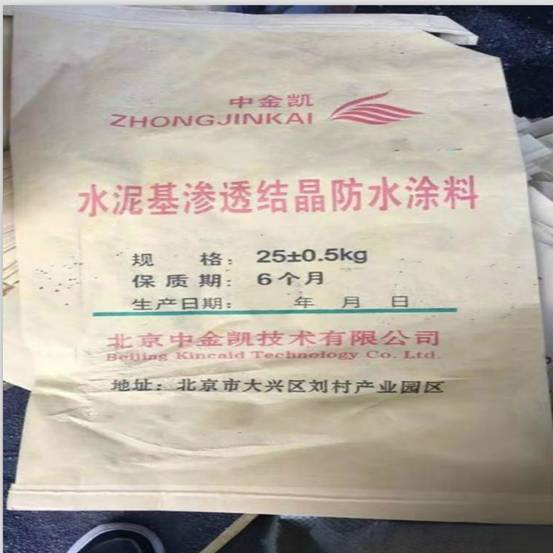 中金凯
ZHONGJINKAI
水泥基渗透结晶防水涂料
规 格： 25±0.5kg
保 质 期： 6个月
生产日期： 年 月 日
北京中金凯技术有限公司
Beijing Kincaid Technology Co. Ltd.
地址：北京市大兴区刘村产业园区